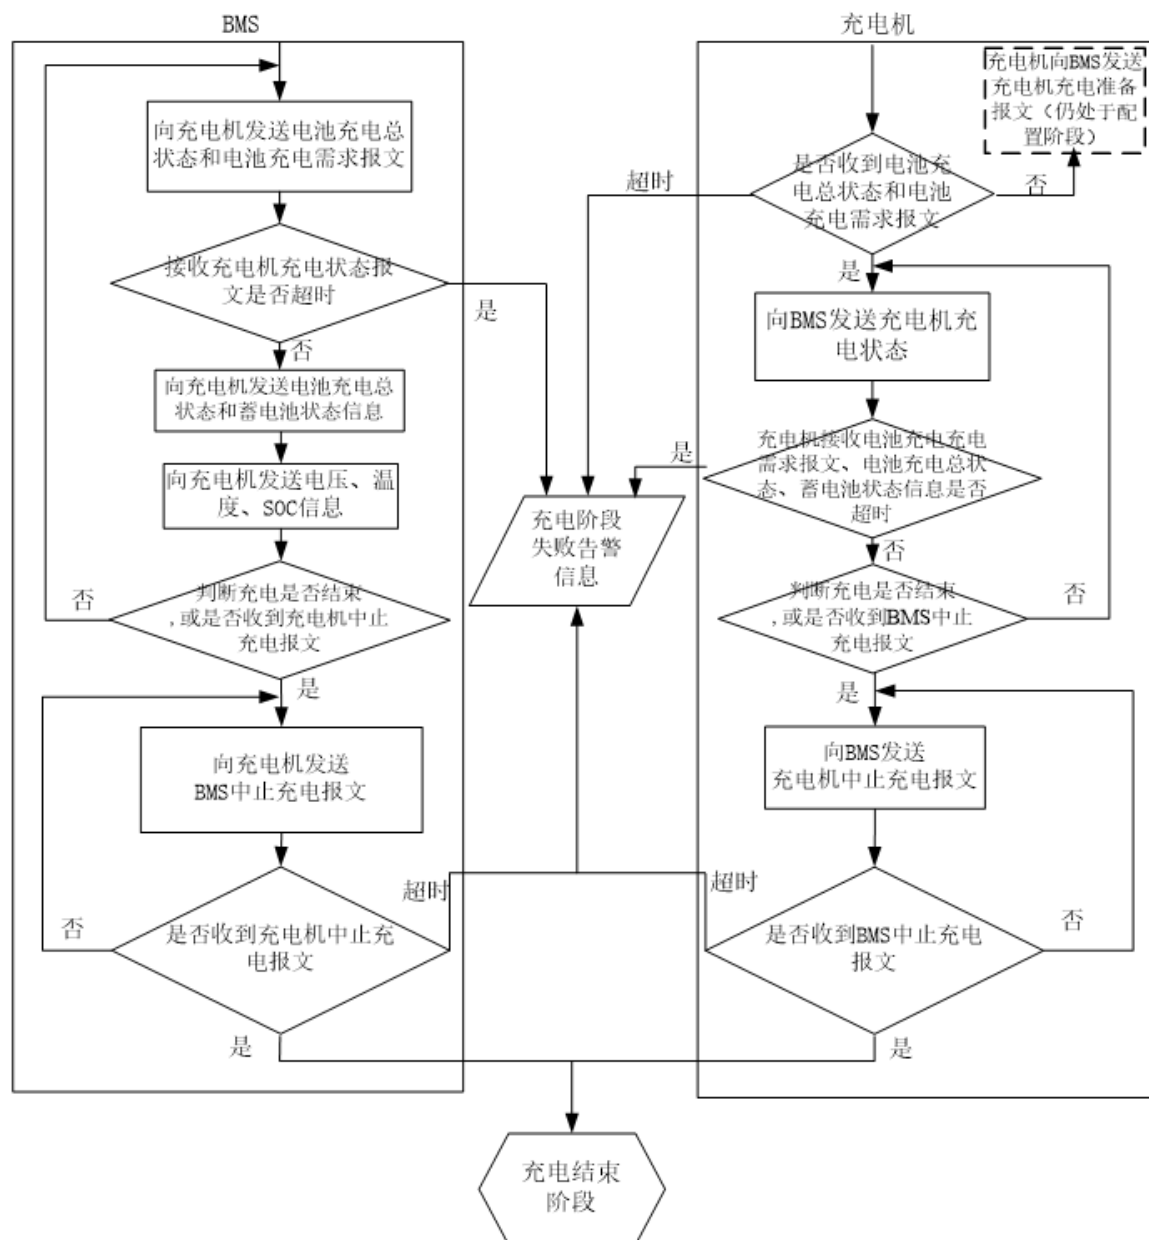 BMS
向充电机发送电池充电总
状态和电池充电需求报文
接收充电机充电状态报
文是否超时
是
否
向充电机发送电池充电总
状态和蓄电池状态信息
向充电机发送电压、温
度、SOC信息
判断充电是否结束
,或是否收到充电机中止
充电报文
否
是
向充电机发送
BMS中止充电报文
是否收到充电机中止充
电报文
否
超时
是
充电机
充电机向BMS发送
充电机充电准备
报文（仍处于配
置阶段）
是否收到电池充
电总状态和电池
充电需求报文
超时
否
是
向BMS发送充电机充
电状态
充电机接收电池充电充电
需求报文、电池充电总状
态、蓄电池状态信息是否
超时
是
否
判断充电是否结束
,或是否收到BMS中止
充电报文
否
是
向BMS发送
充电机中止充电报文
是否收到BMS中止充电
报文
超时
否
是
充电阶段
失败告警
信息
充电结束
阶段